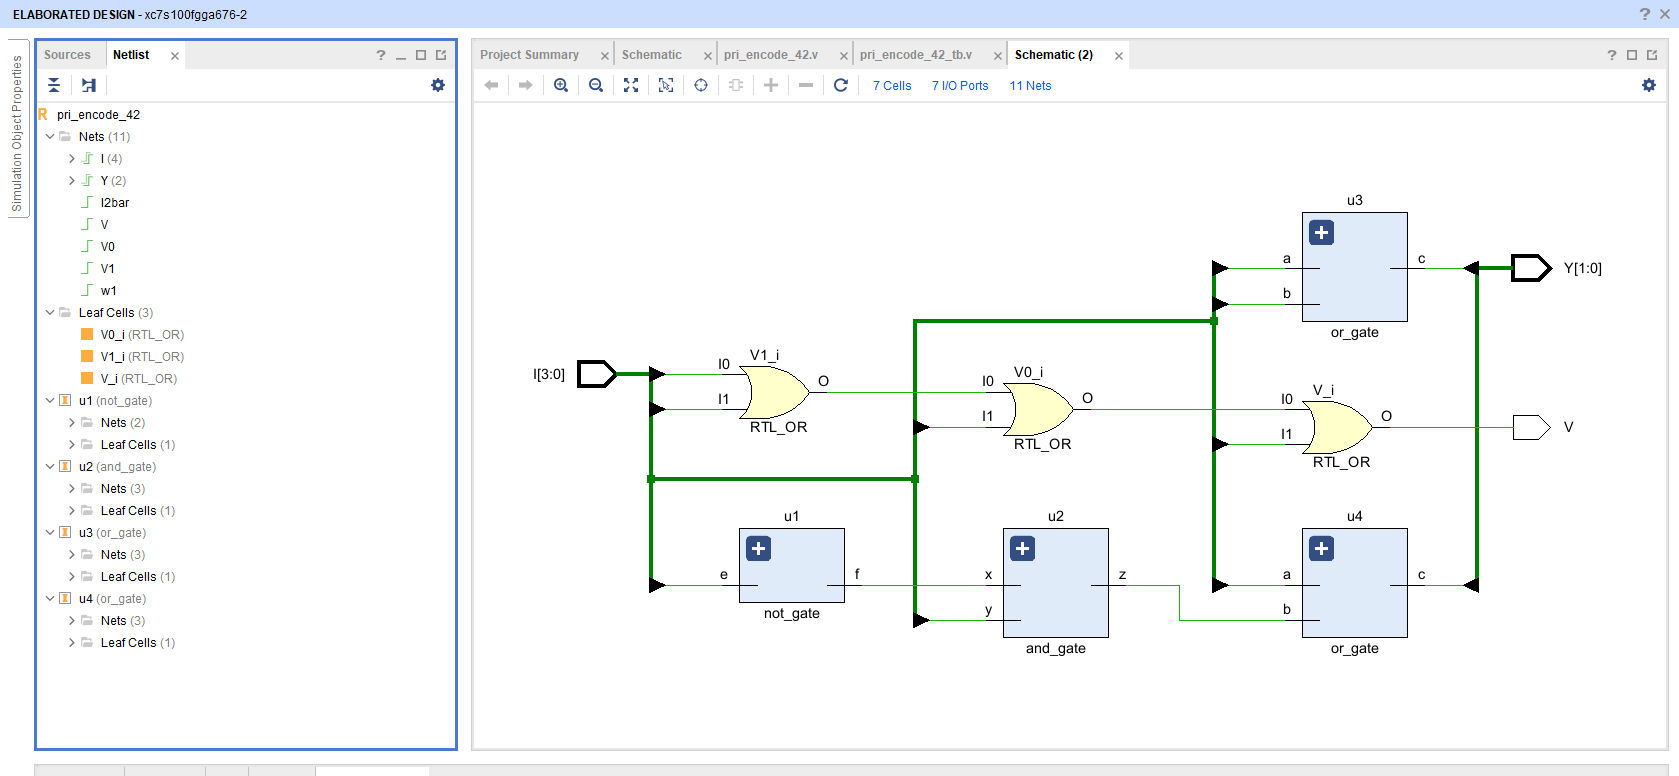 ELABORATED DESIGN - xc7s100fgga676-2
Simulation Object Properties
Sources Netlist
pri_encode_42
Nets (11)
I (4)
Y (2)
I2bar
V
V0
V1
w1
Leaf Cells (3)
V0_i (RTL_OR)
V1_i (RTL_OR)
V_i (RTL_OR)
u1 (not_gate)
Nets (2)
Leaf Cells (1)
u2 (and_gate)
Nets (3)
Leaf Cells (1)
u3 (or_gate)
Nets (3)
Leaf Cells (1)
u4 (or_gate)
Nets (3)
Leaf Cells (1)
Project Summary Schematic pri_encode_42.v pri_encode_42_tb.v Schematic (2)
7 Cells 7 I/O Ports 11 Nets
u3
a c Y[1:0]
b
or_gate
V1_i
I[3:0] I0
O
I1
RTL_OR
V0_i
I0
O
I1
RTL_OR
V_i
I0
O V
I1
RTL_OR
u1
e f
not_gate
u2
x z
y
and_gate
u4
a c
b
or_gate